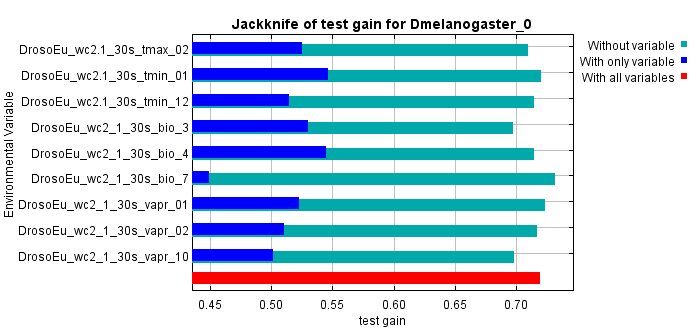 Jackknife of test gain for Dmelanogaster_0
Environmental Variable
DrosoEu_wc2.1_30s_tmax_02
DrosoEu_wc2.1_30s_tmin_01
DrosoEu_wc2.1_30s_tmin_12
DrosoEu_wc2_1_30s_bio_3
DrosoEu_wc2_1_30s_bio_4
DrosoEu_wc2_1_30s_bio_7
DrosoEu_wc2_1_30s_vapr_01
DrosoEu_wc2_1_30s_vapr_02
DrosoEu_wc2_1_30s_vapr_10
0.45 0.50 0.55 0.60 0.65 0.70
test gain
Without variable
With only variable
With all variables